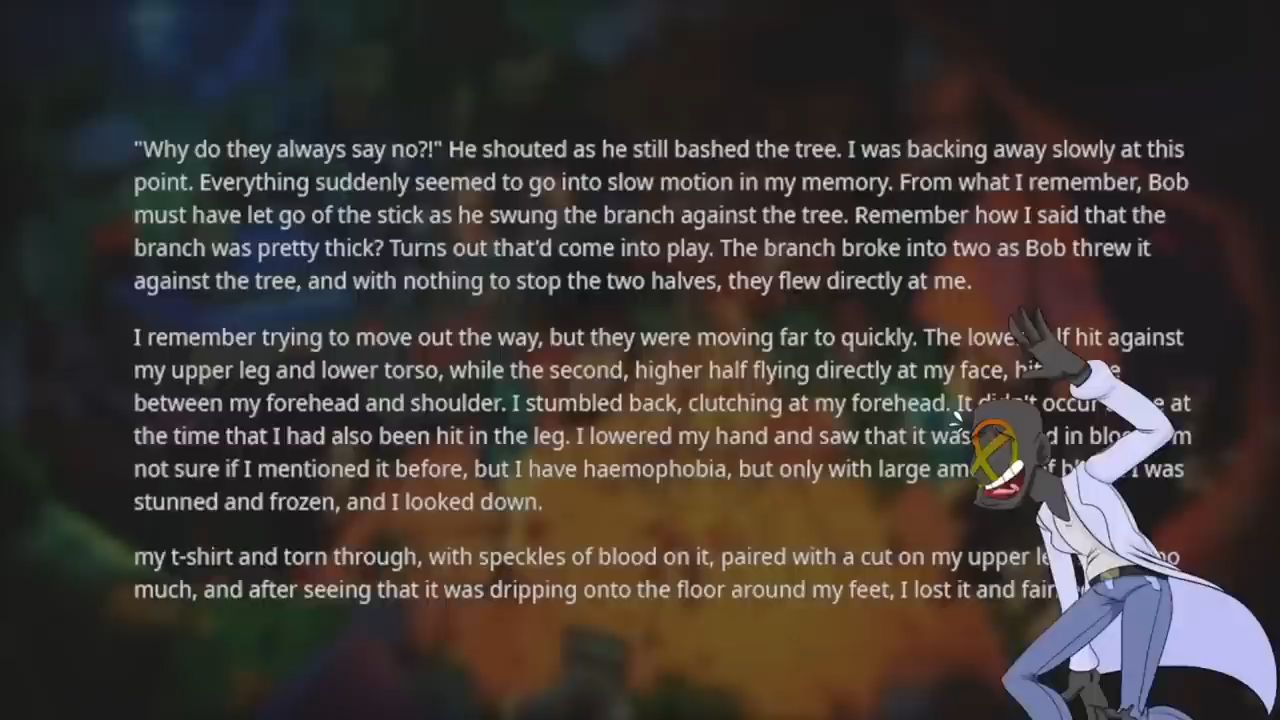 "Why do they always say no?!" He shouted as he still bashed the tree. I was backing away slowly at this
point. Everything suddenly seemed to go into slow motion in my memory. From what I remember, Bob
must have let go of the stick as he swung the branch against the tree. Remember how I said that the
branch was pretty thick? Turns out that'd come into play. The branch broke into two as Bob threw it
against the tree, and with nothing to stop the two halves, they flew directly at me.
I remember trying to move out the way, but they were moving far to quickly. The hit against
my upper leg and lower torso, while the second, higher half flying directly at my face,
between my forehead and shoulder. I stumbled back, clutching at my forehead. It didn't occur at
the time that I had also been hit in the leg. I lowered my hand and saw that it was in
not sure if I mentioned it before, but I have haemophobia, but only with large I was
stunned and frozen, and I looked down.
my t-shirt and torn through, with speckles of blood on it, paired with a cut on my upper
much, and after seeing that it was dripping onto the floor around my feet, I lost it and